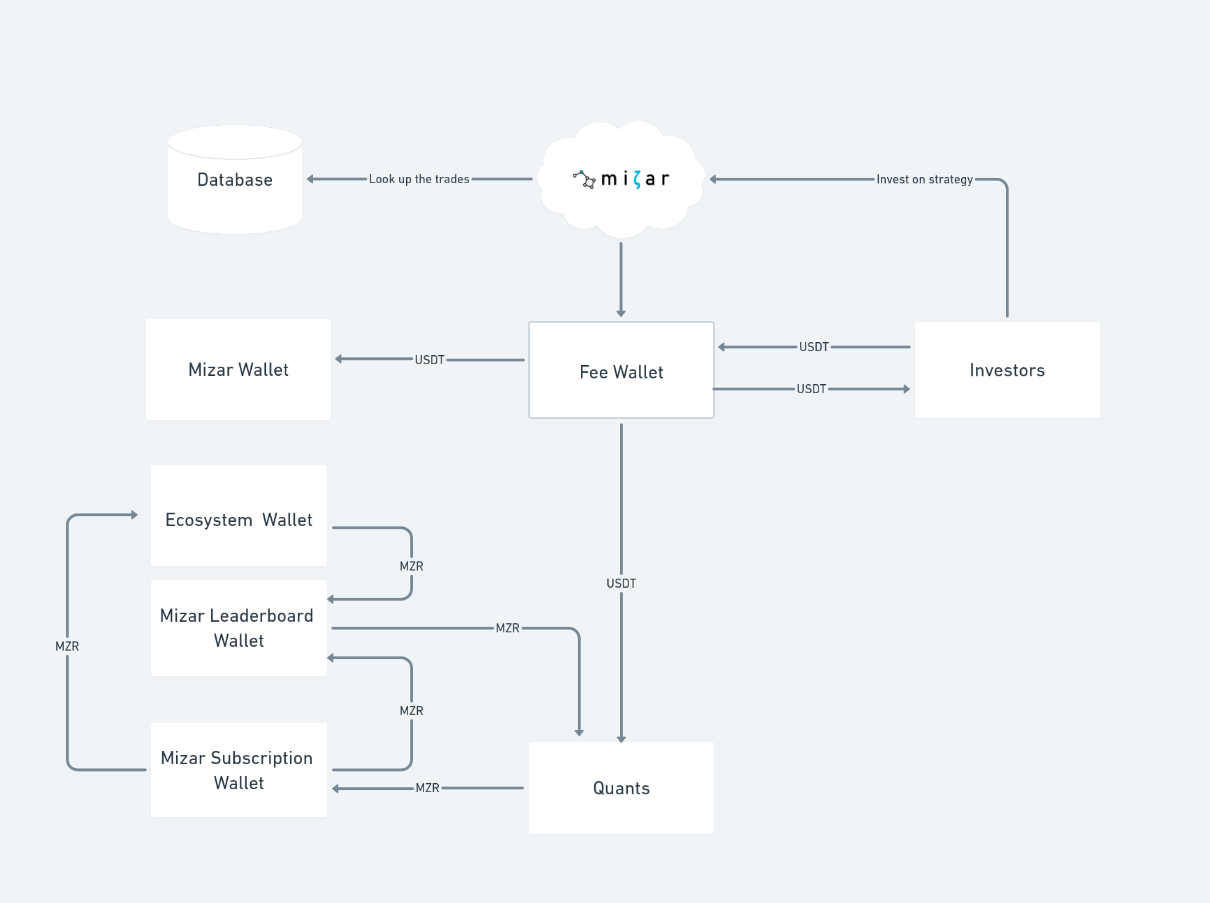 Database
Look up the trades
miζar
Invest on strategy
Mizar Wallet
USDT
Fee Wallet
USDT
USDT
Investors
Ecosystem Wallet
MZR
USDT
Mizar Leaderboard
Wallet
MZR
MZR
MZR
Mizar Subscription
Wallet
MZR
Quants